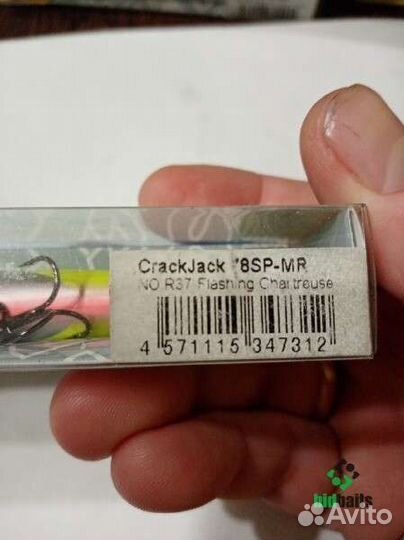 CrackJack 78SP-MR
NO R37 Flashing Chartreuse
4 571115 347312
bidbaits
Avito